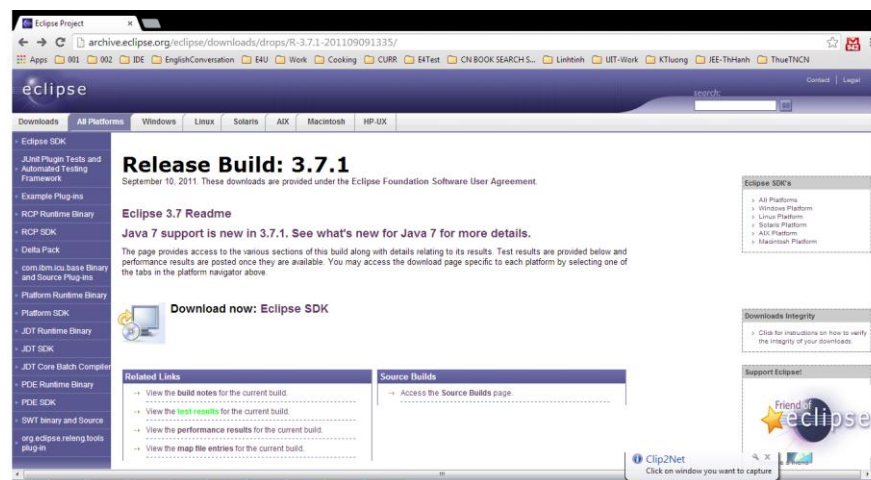 Eclipse Project
archive.eclipse.org/eclipse/downloads/drops/R-3.7.1-201109091335/
Apps 001 002 IDE EnglishConversation E4U Work Cooking CURR E4Test CN BOOK SEARCH S... Linhtinh UIT-Work KTluong JEE-ThHanh ThueTNCN
Contact | Legal
eclipse
search:
Downloads All Platforms Windows Linux Solaris AIX Macintosh HP-UX
Eclipse SDK
JUnit Plugin Tests and
Automated Testing
Framework
Example Plug-ins
RCP Runtime Binary
RCP SDK
Delta Pack
com.ibm.icu.base Binary
and Source Plug-ins
Platform Runtime Binary
Platform SDK
JDT Runtime Binary
JDT SDK
JDT Core Batch Compiler
PDE Runtime Binary
PDE SDK
SWT binary and Source
org.eclipse.releng.tools
plug-in
Release Build: 3.7.1
September 10, 2011. These downloads are provided under the Eclipse Foundation Software User Agreement.
Eclipse 3.7 Readme
Java 7 support is new in 3.7.1. See what's new for Java 7 for more details.
The page provides access to the various sections of this build along with details relating to its results. Test results are provided below and
performance results are posted once they are available. You may access the download page specific to each platform by selecting one of
the tabs in the platform navigator above.
Download now: Eclipse SDK
Related Links
View the build notes for the current build.
View the test results for the current build.
View the performance results for the current build.
View the map file entries for the current build.
Source Builds
Access the Source Builds page.
Eclipse SDK's
All Platforms
Windows Platform
Linux Platform
Solaris Platform
AIX Platform
Macintosh Platform
Downloads Integrity
Click for instructions on how to verify
the integrity of your downloads.
Support Eclipse!
Friend of
eclipse
Clip2Net
Click on window you want to capture